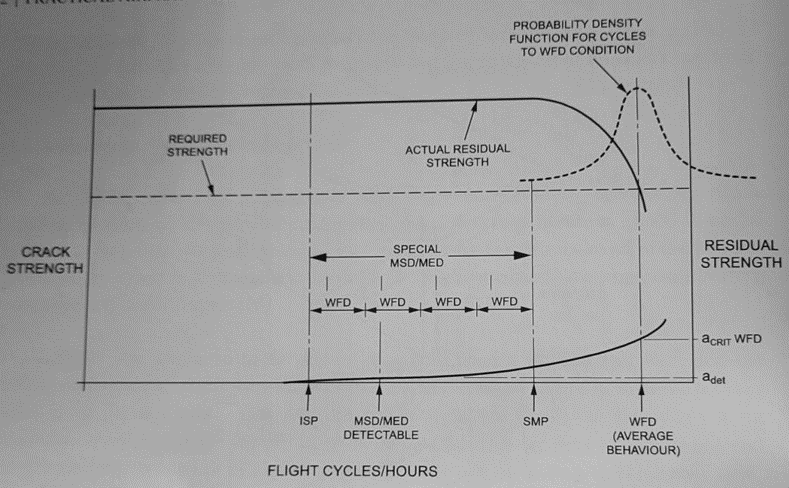 PROBABILITY DENSITY
FUNCTION FOR CYCLES
TO WFD CONDITION
REQUIRED
STRENGTH
ACTUAL RESIDUAL
STRENGTH
CRACK
STRENGTH
SPECIAL
MSD/MED
RESIDUAL
STRENGTH
WFD WFD WFD WFD
aCRIT WFD
adet
ISP
MSD/MED
DETECTABLE
SMP
WFD
(AVERAGE
BEHAVIOUR)
FLIGHT CYCLES/HOURS